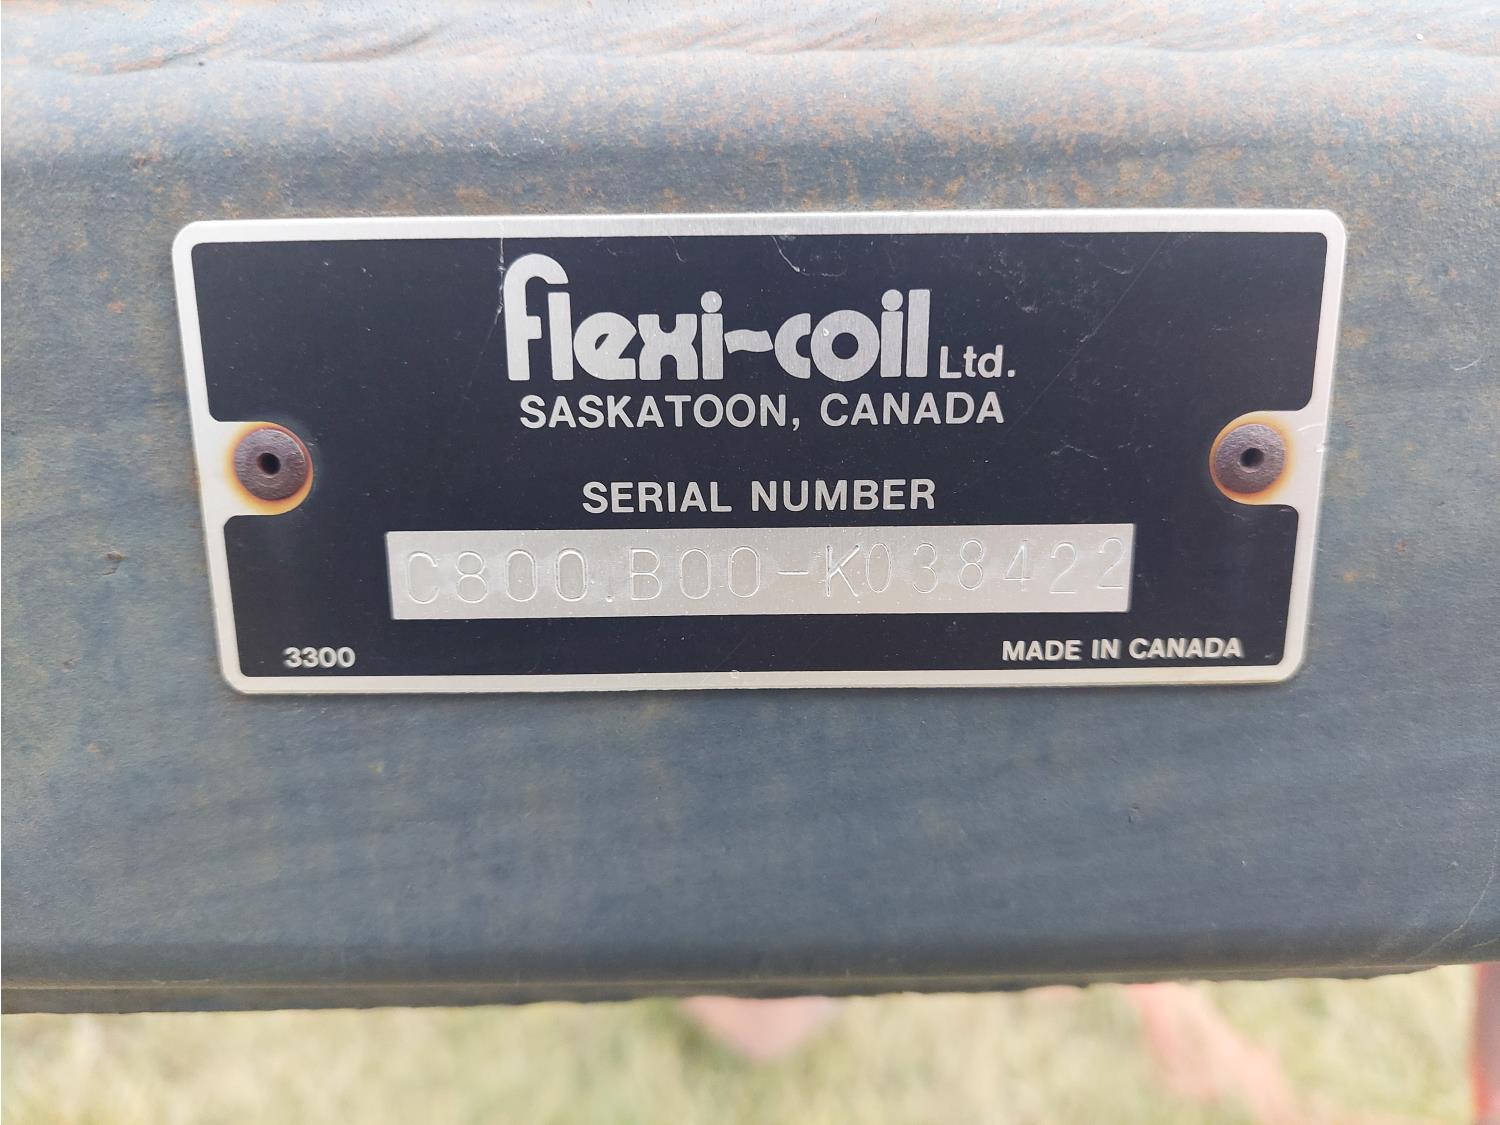 flexi-coil Ltd.
SASKATOON, CANADA
SERIAL NUMBER
C800.B00-K038422
3300
MADE IN CANADA